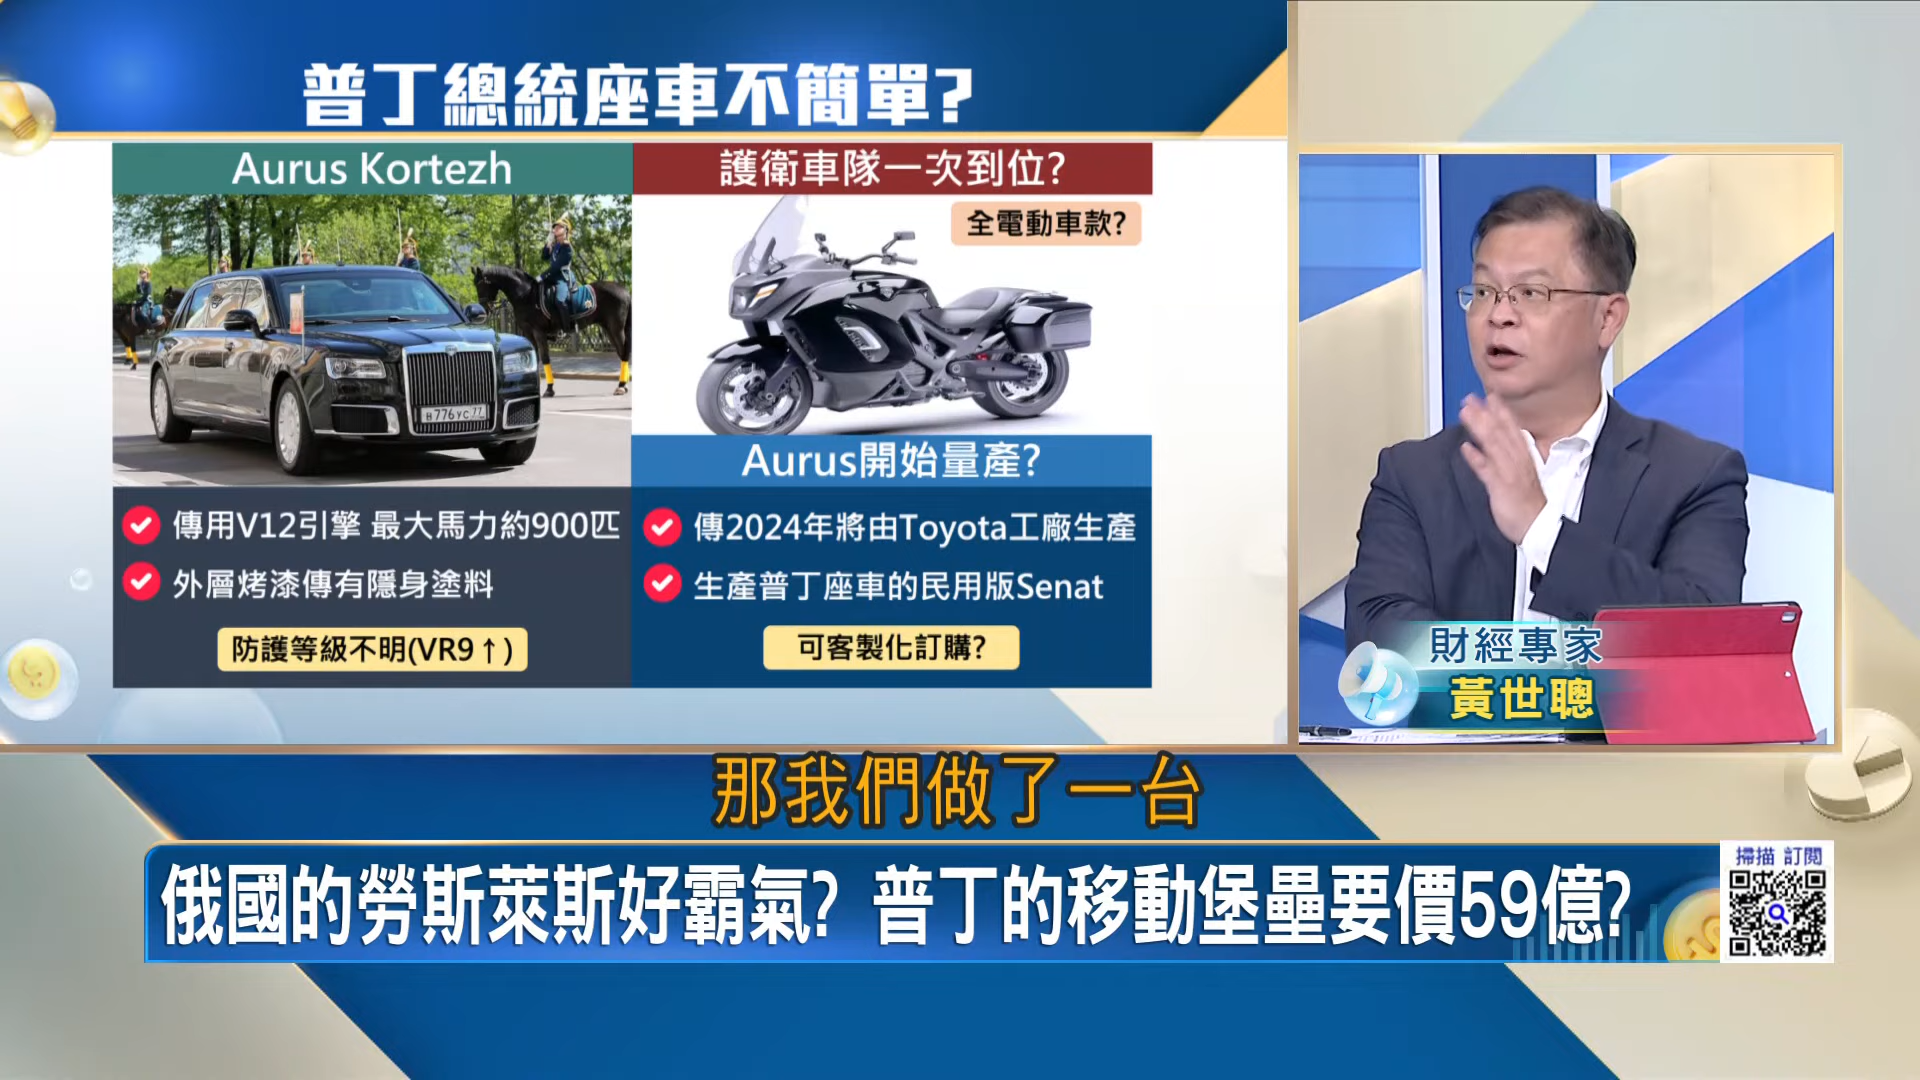 普丁總統座車不簡單?
Aurus Kortezh
護衛車隊一次到位?
全電動車款?
B776УС 77
Aurus開始量產?
傳用V12引擎 最大馬力約900匹
外層烤漆傳有隱身塗料
防護等級不明(VR9↑)
傳2024年將由Toyota工廠生產
生產普丁座車的民用版Senat
可客製化訂購?
財經專家
黃世聰
那我們做了一台
俄國的勞斯萊斯好霸氣? 普丁的移動堡壘要價59億?
掃描 訂閱